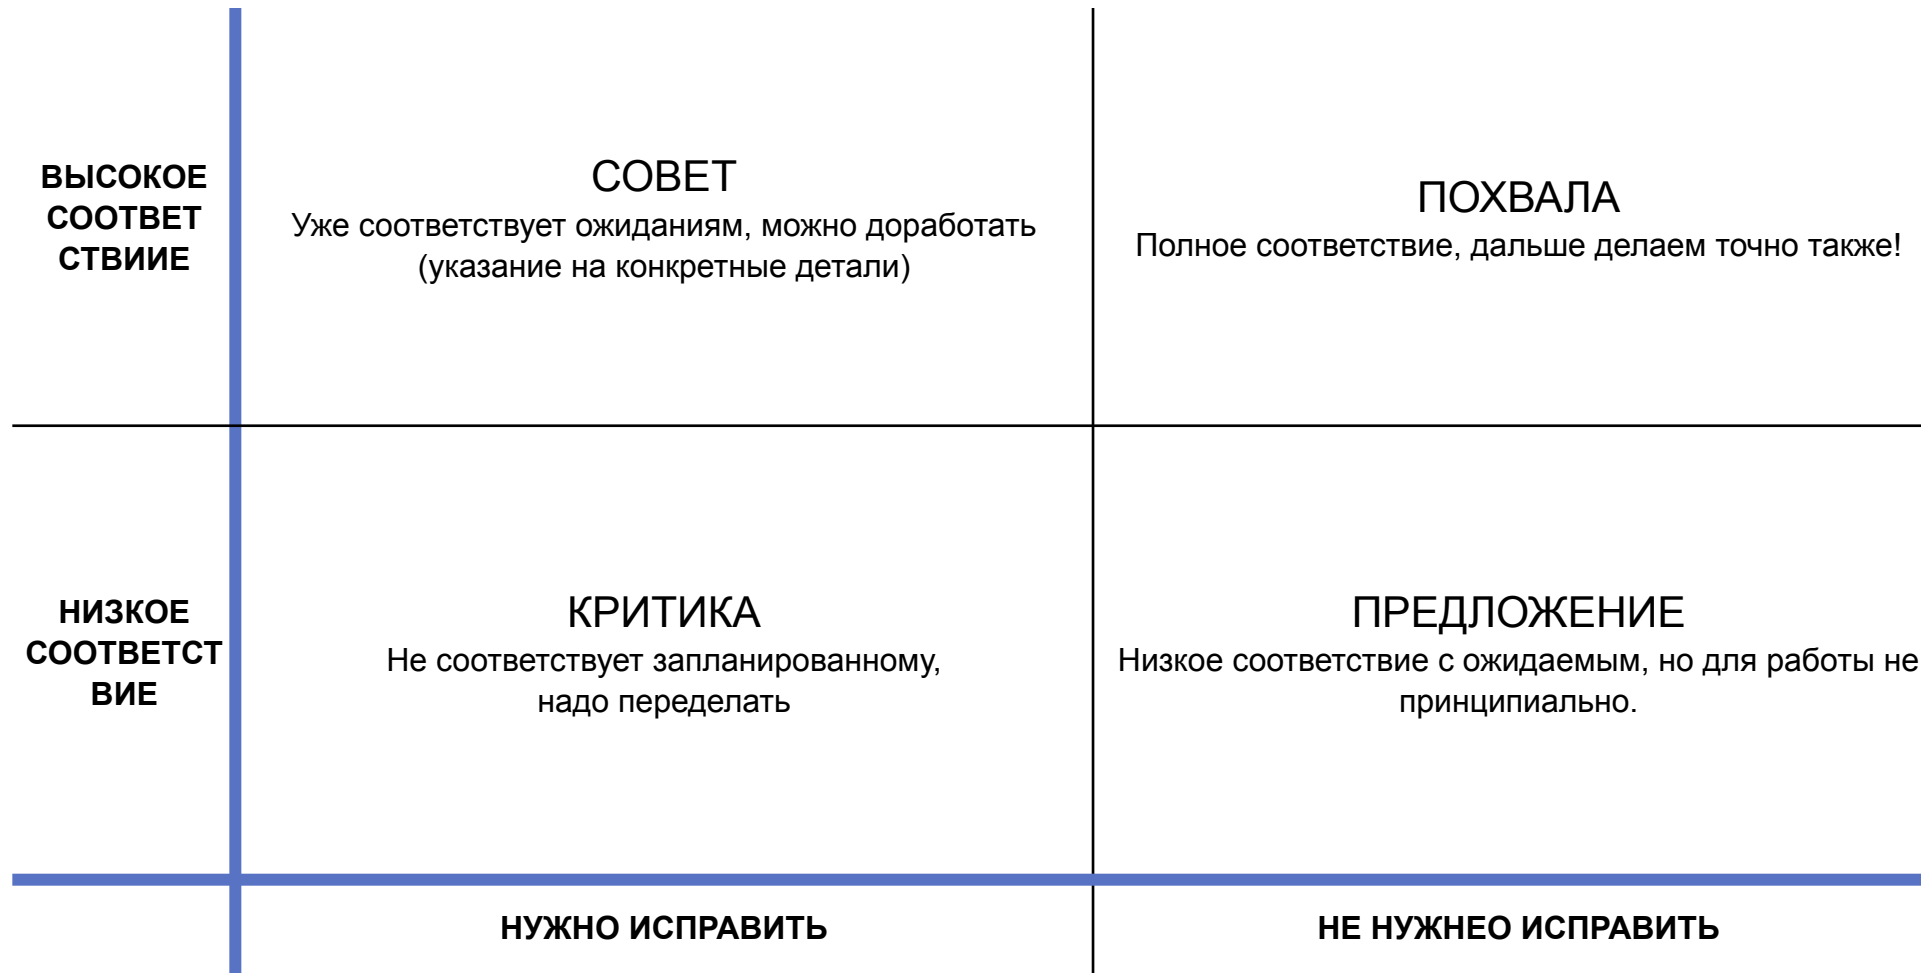 ВЫСОКОЕ
СООТВЕТ
СТВИИЕ
СОВЕТ
Уже соответствует ожиданиям, можно доработать
(указание на конкретные детали)
ПОХВАЛА
Полное соответствие, дальше делаем точно также!
НИЗКОЕ
СООТВЕТСТ
ВИЕ
КРИТИКА
Не соответствует запланированному,
надо переделать
ПРЕДЛОЖЕНИЕ
Низкое соответствие с ожидаемым, но для работы не
принципиально.
НУЖНО ИСПРАВИТЬ
НЕ НУЖНЕО ИСПРАВИТЬ